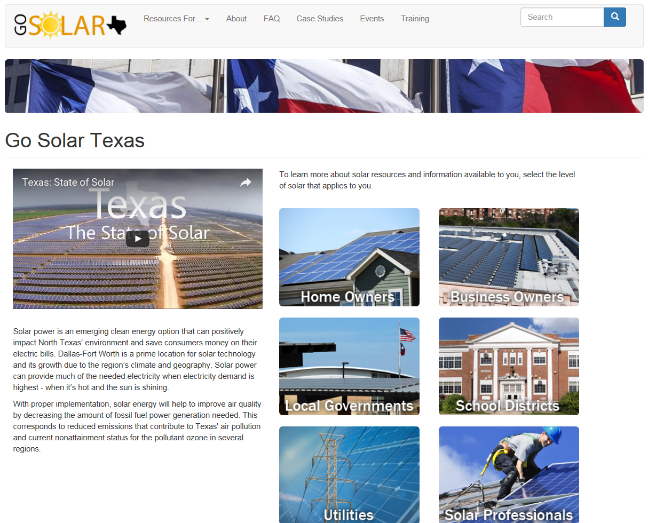 GO SOLAR
Resources For...
About
FAQ
Case Studies
Events
Training
Search
Go Solar Texas
Texas: State of Solar
Texas
The State of Solar
To learn more about solar resources and information available to you, select the level
of solar that applies to you.
Home Owners
Business Owners
Local Governments
School Districts
Utilities
Solar Professionals
Solar power is an emerging clean energy option that can positively
impact North Texas' environment and save consumers money on their
electric bills. Dallas-Fort Worth is a prime location for solar technology
and its growth due to the region's climate and geography. Solar power
can provide much of the needed electricity when electricity demand is
highest - when it's hot and the sun is shining.
With proper implementation, solar energy will help to improve air quality
by decreasing the amount of fossil fuel power generation needed. This
corresponds to reduced emissions that contribute to Texas' air pollution
and current nonattainment status for the pollutant ozone in several
regions.